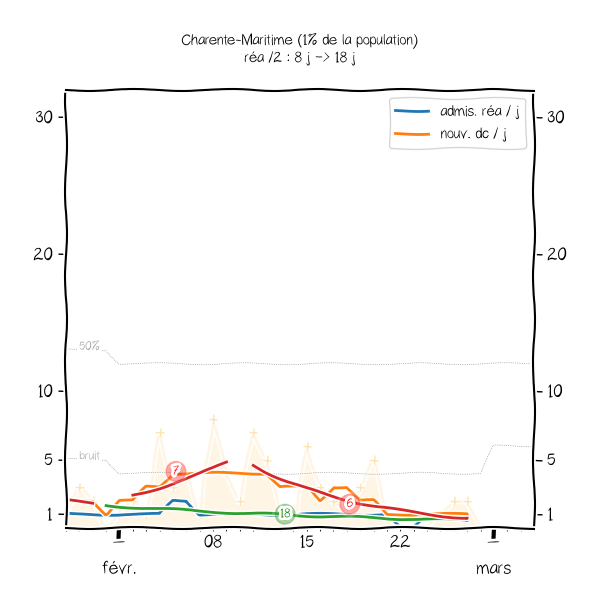 Charente-Maritime (1% de la population)
réa /2 : 8 j -> 18 j
admis. réa / j
nouv. dc / j
30
30
20
20
50%
10
10
bruit
5
5
7
6
18
1
1
08
15
22
févr.
mars